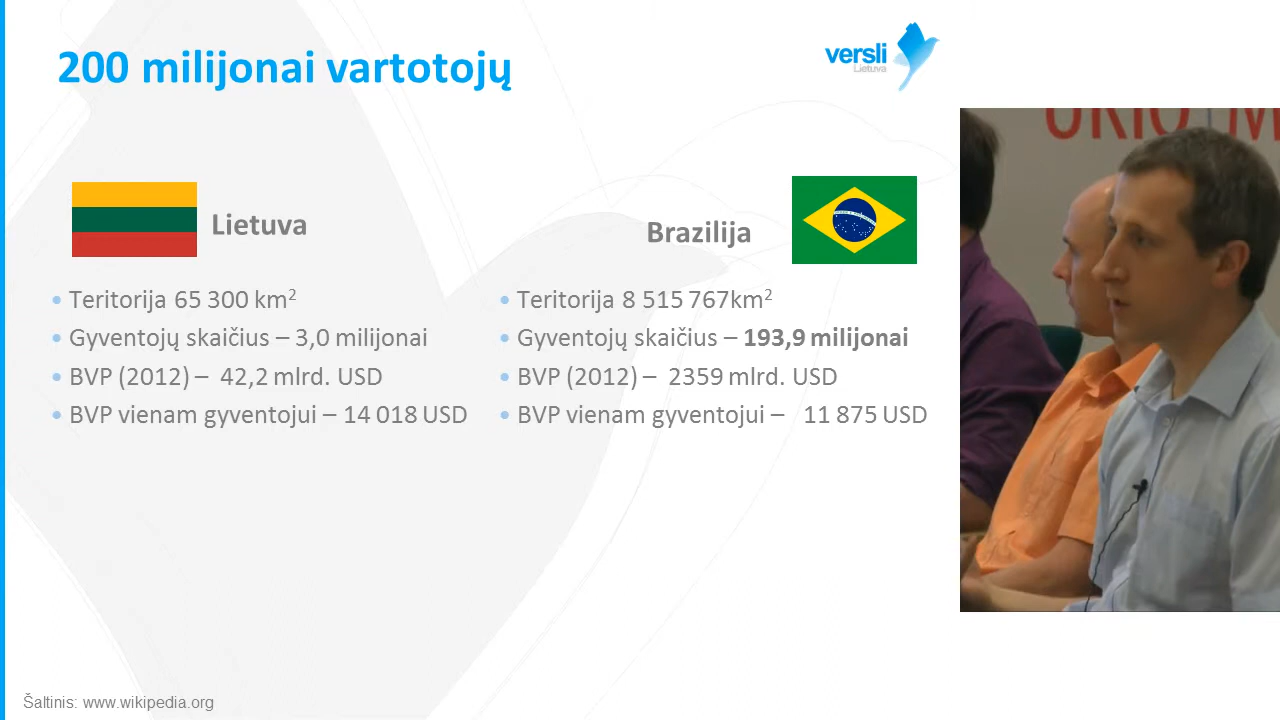 200 milijonai vartotojų
versli
Lietuva
Lietuva
• Teritorija 65 300 km²
• Gyventojų skaičius – 3,0 milijonai
• BVP (2012) – 42,2 mlrd. USD
• BVP vienam gyventojui – 14 018 USD
Brazilija
• Teritorija 8 515 767km²
• Gyventojų skaičius – 193,9 milijonai
• BVP (2012) – 2359 mlrd. USD
• BVP vienam gyventojui – 11 875 USD
Šaltinis: www.wikipedia.org